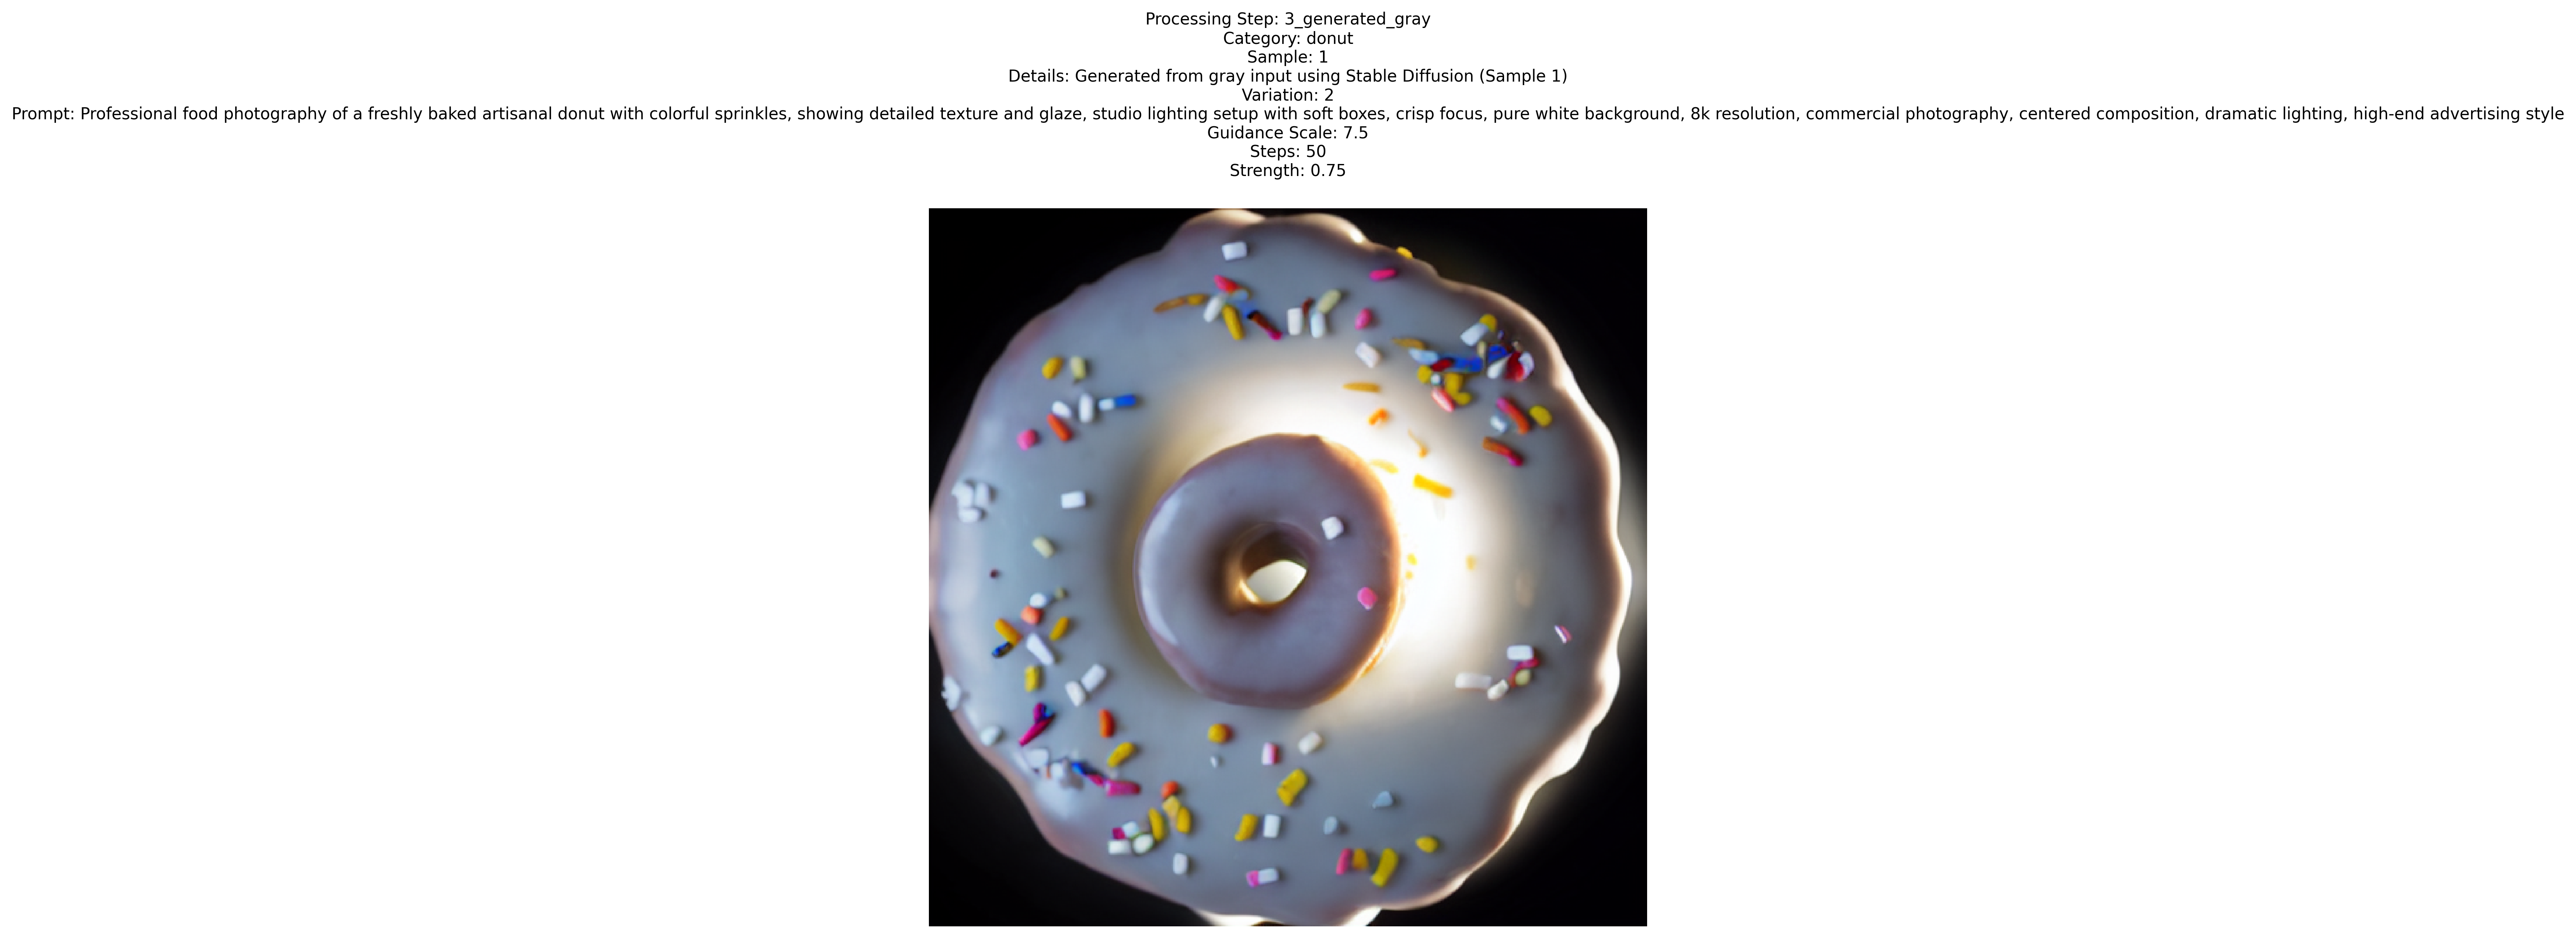 Processing Step: 3_generated_gray
Category: donut
Sample: 1
Details: Generated from gray input using Stable Diffusion (Sample 1)
Variation: 2
Prompt: Professional food photography of a freshly baked artisanal donut with colorful sprinkles, showing detailed texture and glaze, studio lighting setup with soft boxes, crisp focus, pure white background, 8k resolution, commercial photography, centered composition, dramatic lighting, high-end advertising style
Guidance Scale: 7.5
Steps: 50
Strength: 0.75